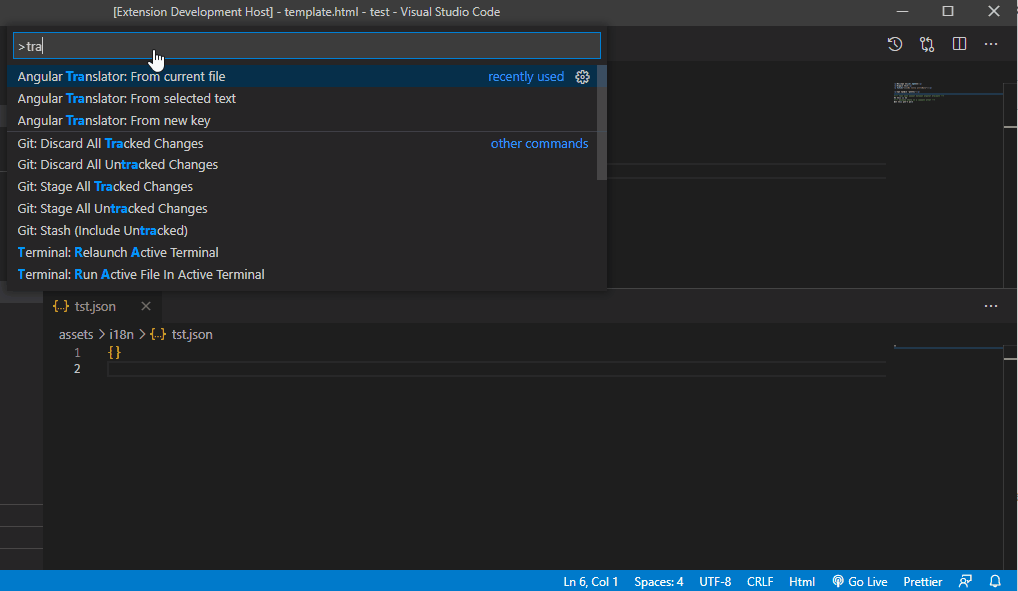 [Extension Development Host] - template.html - test - Visual Studio Code
>tra
Angular Translator: From current file recently used
Angular Translator: From selected text
Angular Translator: From new key
Git: Discard All Tracked Changes other commands
Git: Discard All Untracked Changes
Git: Stage All Tracked Changes
Git: Stage All Untracked Changes
Git: Stash (Include Untracked)
Terminal: Relaunch Active Terminal
Terminal: Run Active File In Active Terminal
{..} tst.json
assets > i18n > {..} tst.json
1 {}
2
Ln 6, Col 1 Spaces: 4 UTF-8 CRLF Html Go Live Prettier